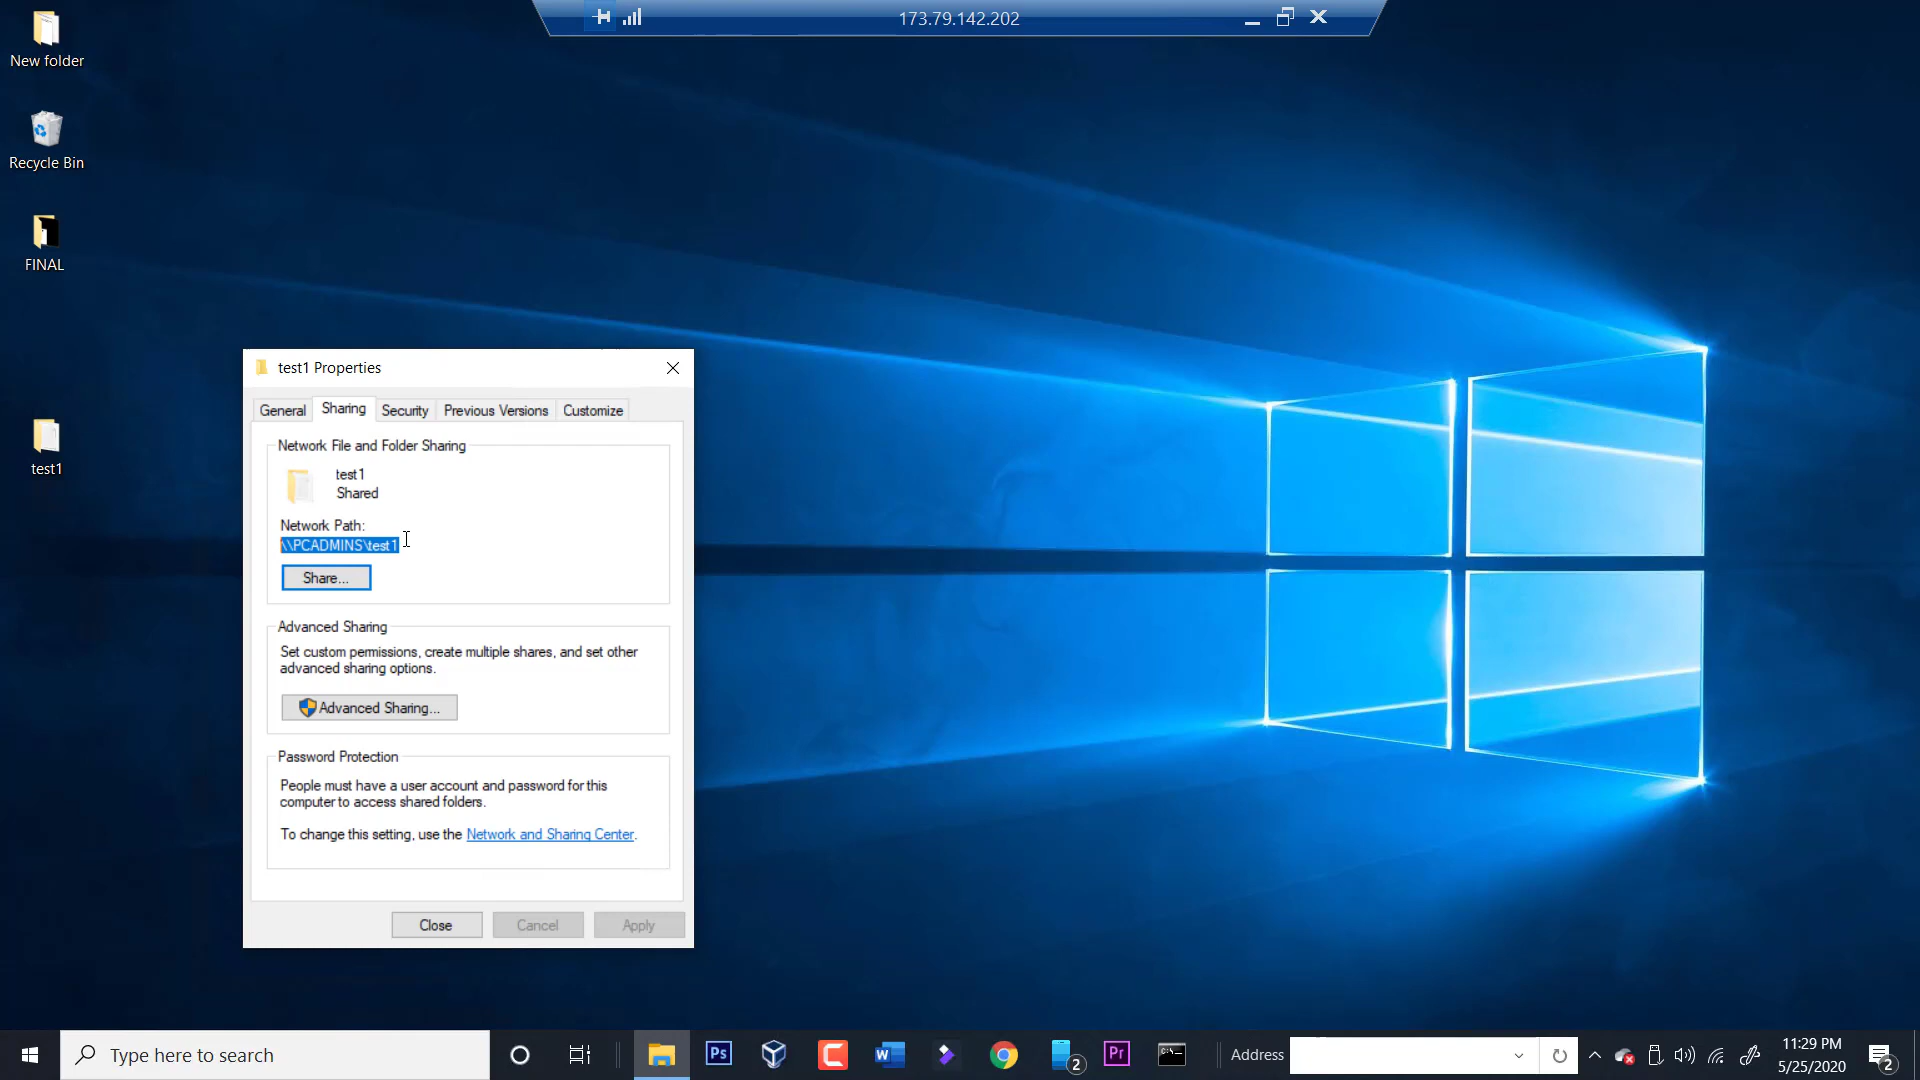 173.79.142.202
New folder
Recycle Bin
FINAL
test1
test1 Properties
General
Sharing
Security
Previous Versions
Customize
Network File and Folder Sharing
test1
Shared
Network Path:
\\PCADMINS\test1
Share...
Advanced Sharing
Set custom permissions, create multiple shares, and set other
advanced sharing options.
Advanced Sharing...
Password Protection
People must have a user account and password for this
computer to access shared folders.
To change this setting, use the Network and Sharing Center.
Close
Cancel
Apply
Type here to search
Ps
W
2
Pr
C:\_
Address
11:29 PM
5/25/2020
2